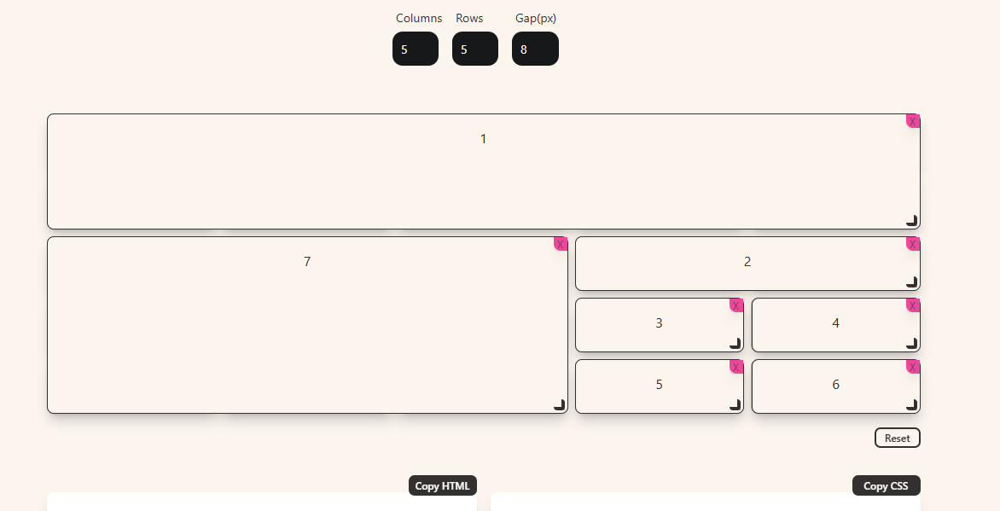 Columns Rows Gap(px)
5 5 8
X
1
X
7
X
2
X
3
X
4
X
5
X
6
Reset
Copy HTML
Copy CSS